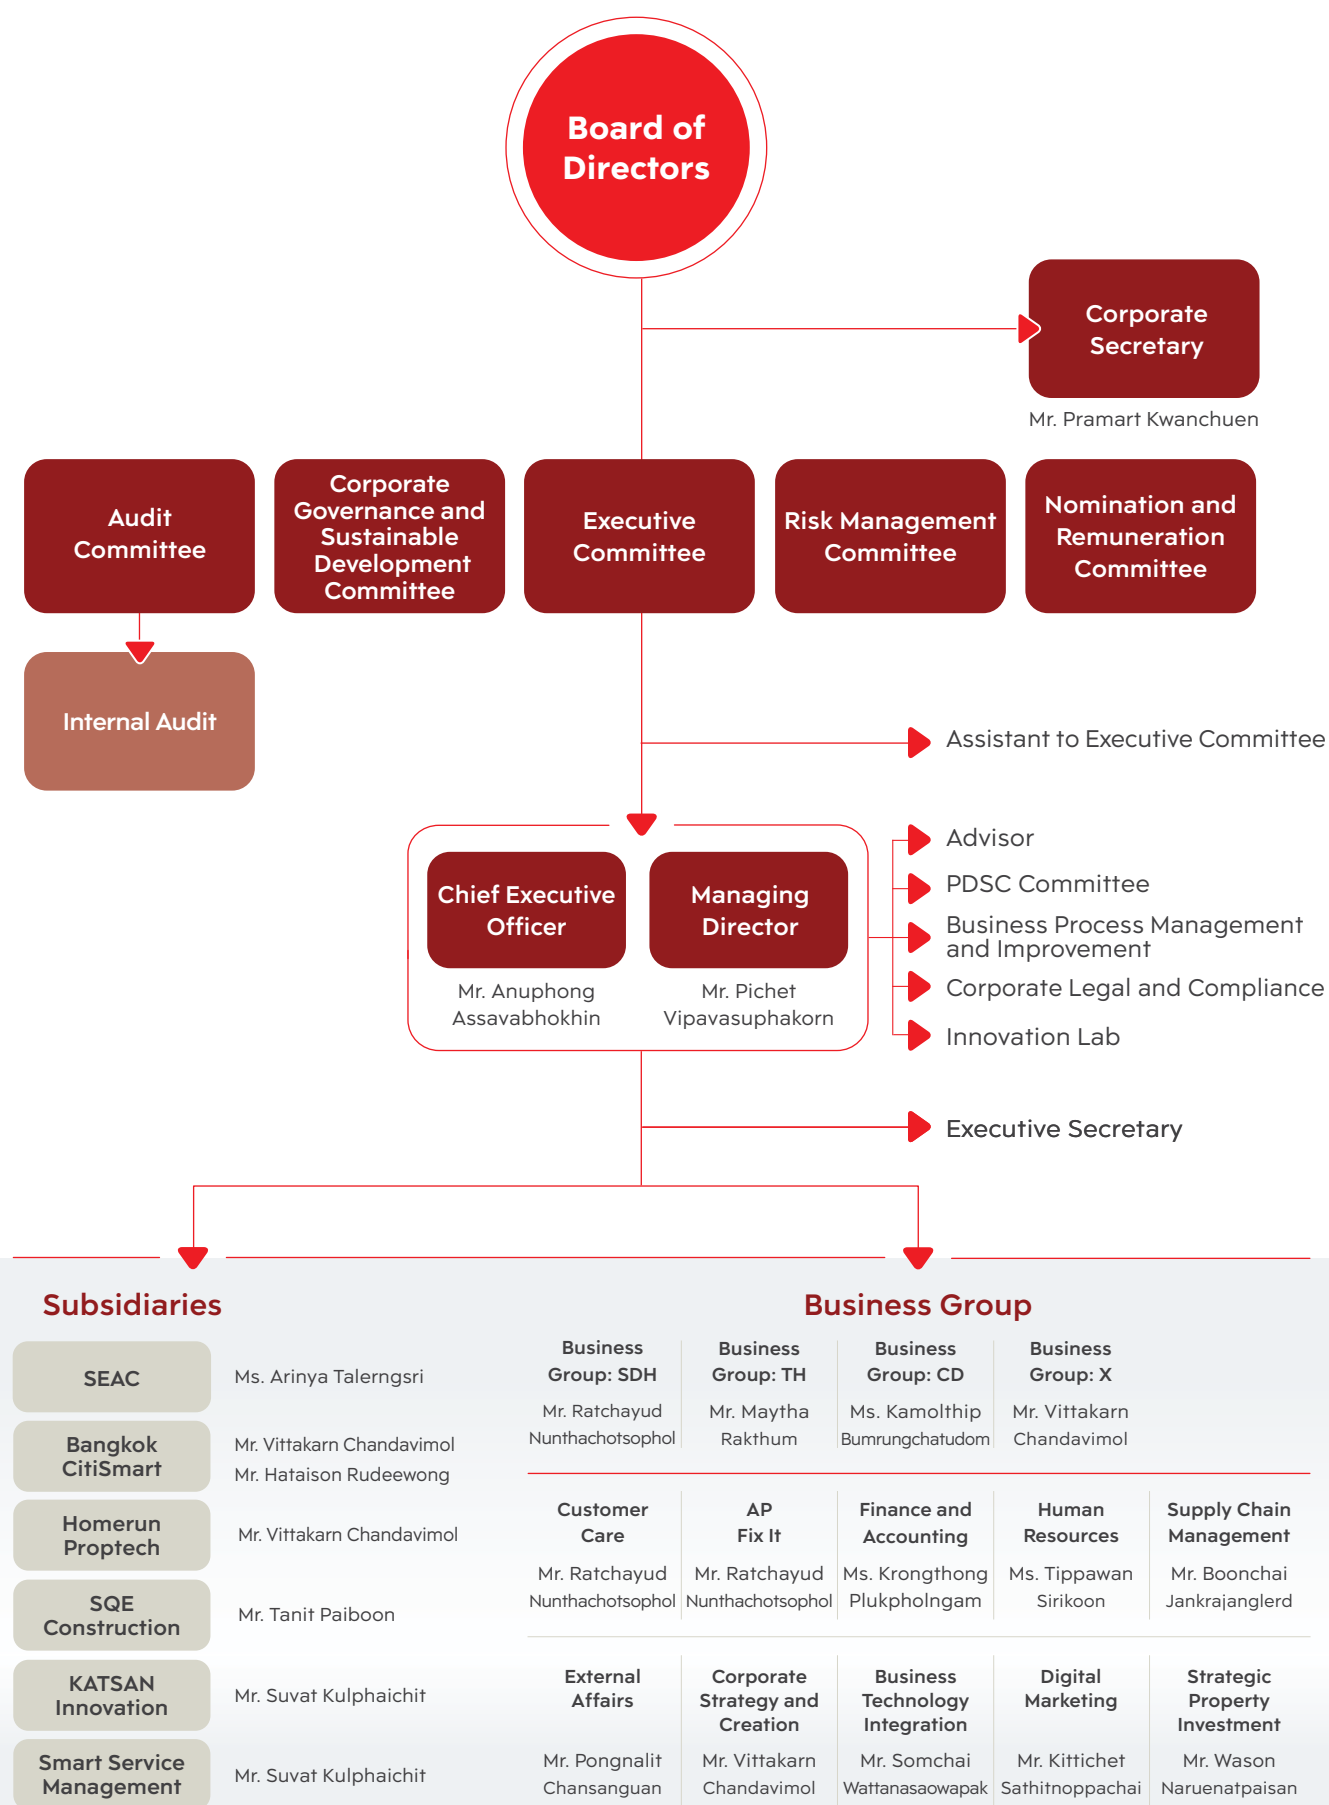 Board of
Directors
Corporate
Secretary
Mr. Pramart Kwanchuen
Audit
Committee
Corporate
Governance and
Sustainable
Development
Committee
Executive
Committee
Risk Management
Committee
Nomination and
Remuneration
Committee
Internal Audit
Assistant to Executive Committee
Chief Executive
Officer
Mr. Anuphong
Assavabhokhin
Managing
Director
Mr. Pichet
Vipavasuphakorn
Advisor
PDSC Committee
Business Process Management
and Improvement
Corporate Legal and Compliance
Innovation Lab
Executive Secretary
Subsidiaries
SEAC
Ms. Arinya Talerngsri
Bangkok
CitiSmart
Mr. Vittakarn Chandavimol
Mr. Hataison Rudeewong
Homerun
Proptech
Mr. Vittakarn Chandavimol
SQE
Construction
Mr. Tanit Paiboon
KATSAN
Innovation
Mr. Suvat Kulphaichit
Smart Service
Management
Mr. Suvat Kulphaichit
Business Group
Business
Group: SDH
Mr. Ratchayud
Nunthachotsophol
Business
Group: TH
Mr. Maytha
Rakthum
Business
Group: CD
Ms. Kamolthip
Bumrungchatudom
Business
Group: X
Mr. Vittakarn
Chandavimol
Customer
Care
Mr. Ratchayud
Nunthachotsophol
AP
Fix It
Mr. Ratchayud
Nunthachotsophol
Finance and
Accounting
Ms. Krongthong
Plukpholngam
Human
Resources
Ms. Tippawan
Sirikoon
Supply Chain
Management
Mr. Boonchai
Jankrajanglerd
External
Affairs
Mr. Pongnalit
Chansanguan
Corporate
Strategy and
Creation
Mr. Vittakarn
Chandavimol
Business
Technology
Integration
Mr. Somchai
Wattanasaowapak
Digital
Marketing
Mr. Kittichet
Sathitnoppachai
Strategic
Property
Investment
Mr. Wason
Naruenatpaisan